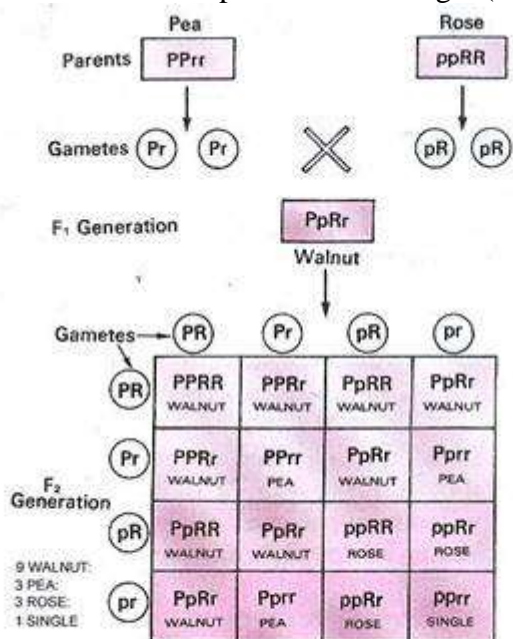 Pea Rose
Parents PPrr ppRR
Gametes Pr Pr pR pR
F₁ Generation PpRr
Walnut
Gametes PR Pr pR pr
PR PPRR PPRr PpRR PpRr
WALNUT WALNUT WALNUT WALNUT
Pr PPRr PPrr PpRr Pprr
WALNUT PEA WALNUT PEA
F₂
Generation
pR PpRR PpRr ppRR ppRr
WALNUT WALNUT ROSE ROSE
9 WALNUT:
3 PEA:
3 ROSE:
1 SINGLE
pr PpRr Pprr ppRr pprr
WALNUT PEA ROSE SINGLE